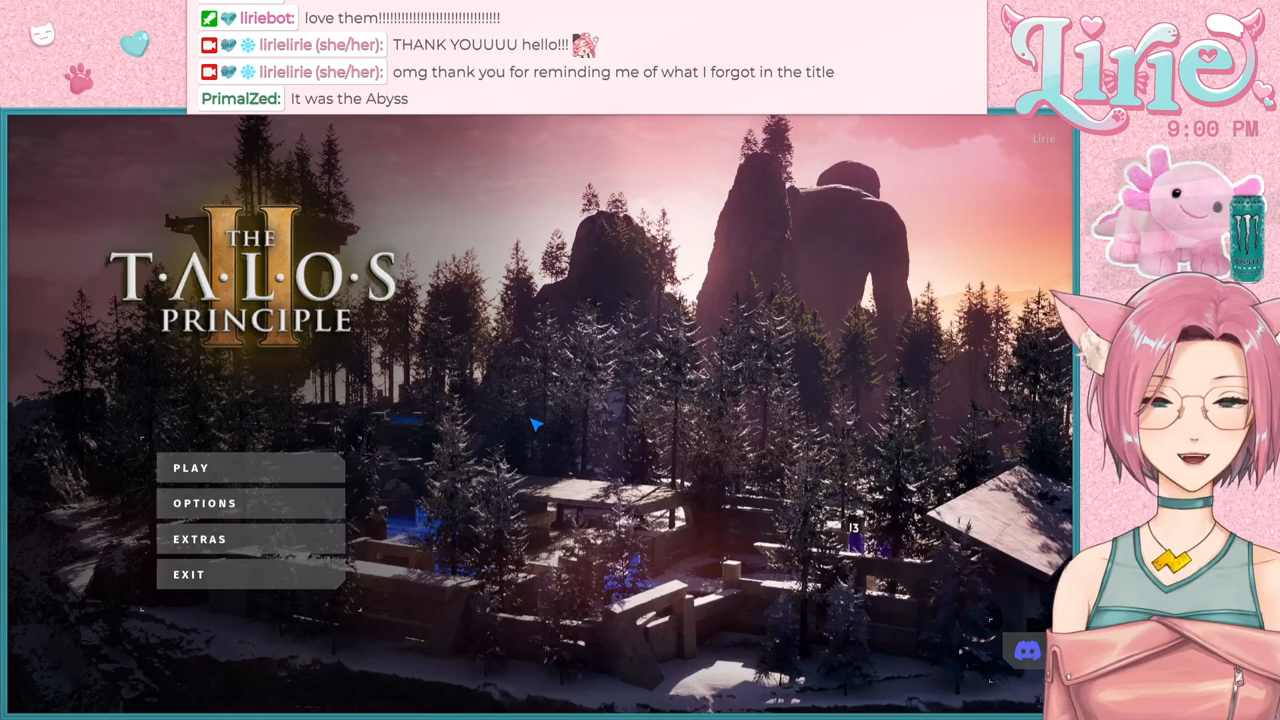 liriebot: love them!!!!!!!!!!!!!!!!!!!!!!!!!!!!!!!!
lirielirie (she/her): THANK YOUUUU hello!!!
lirielirie (she/her): omg thank you for reminding me of what I forgot in the title
PrimalZed: It was the Abyss
Lirie
9:00 PM
Lirie
II
THE
T·A·L·O·S
PRINCIPLE
PLAY
OPTIONS
EXTRAS
EXIT
13